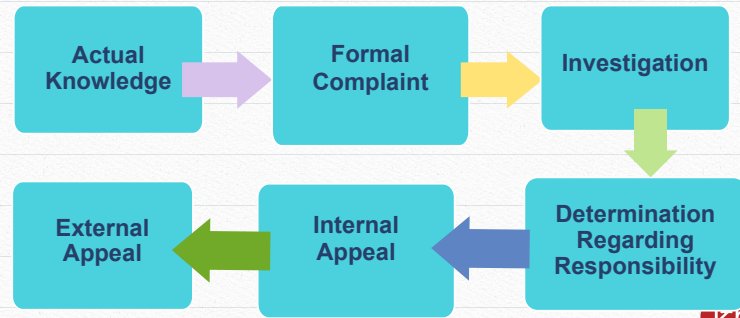 Actual
Knowledge
Formal
Complaint
Investigation
Determination
Regarding
Responsibility
Internal
Appeal
External
Appeal